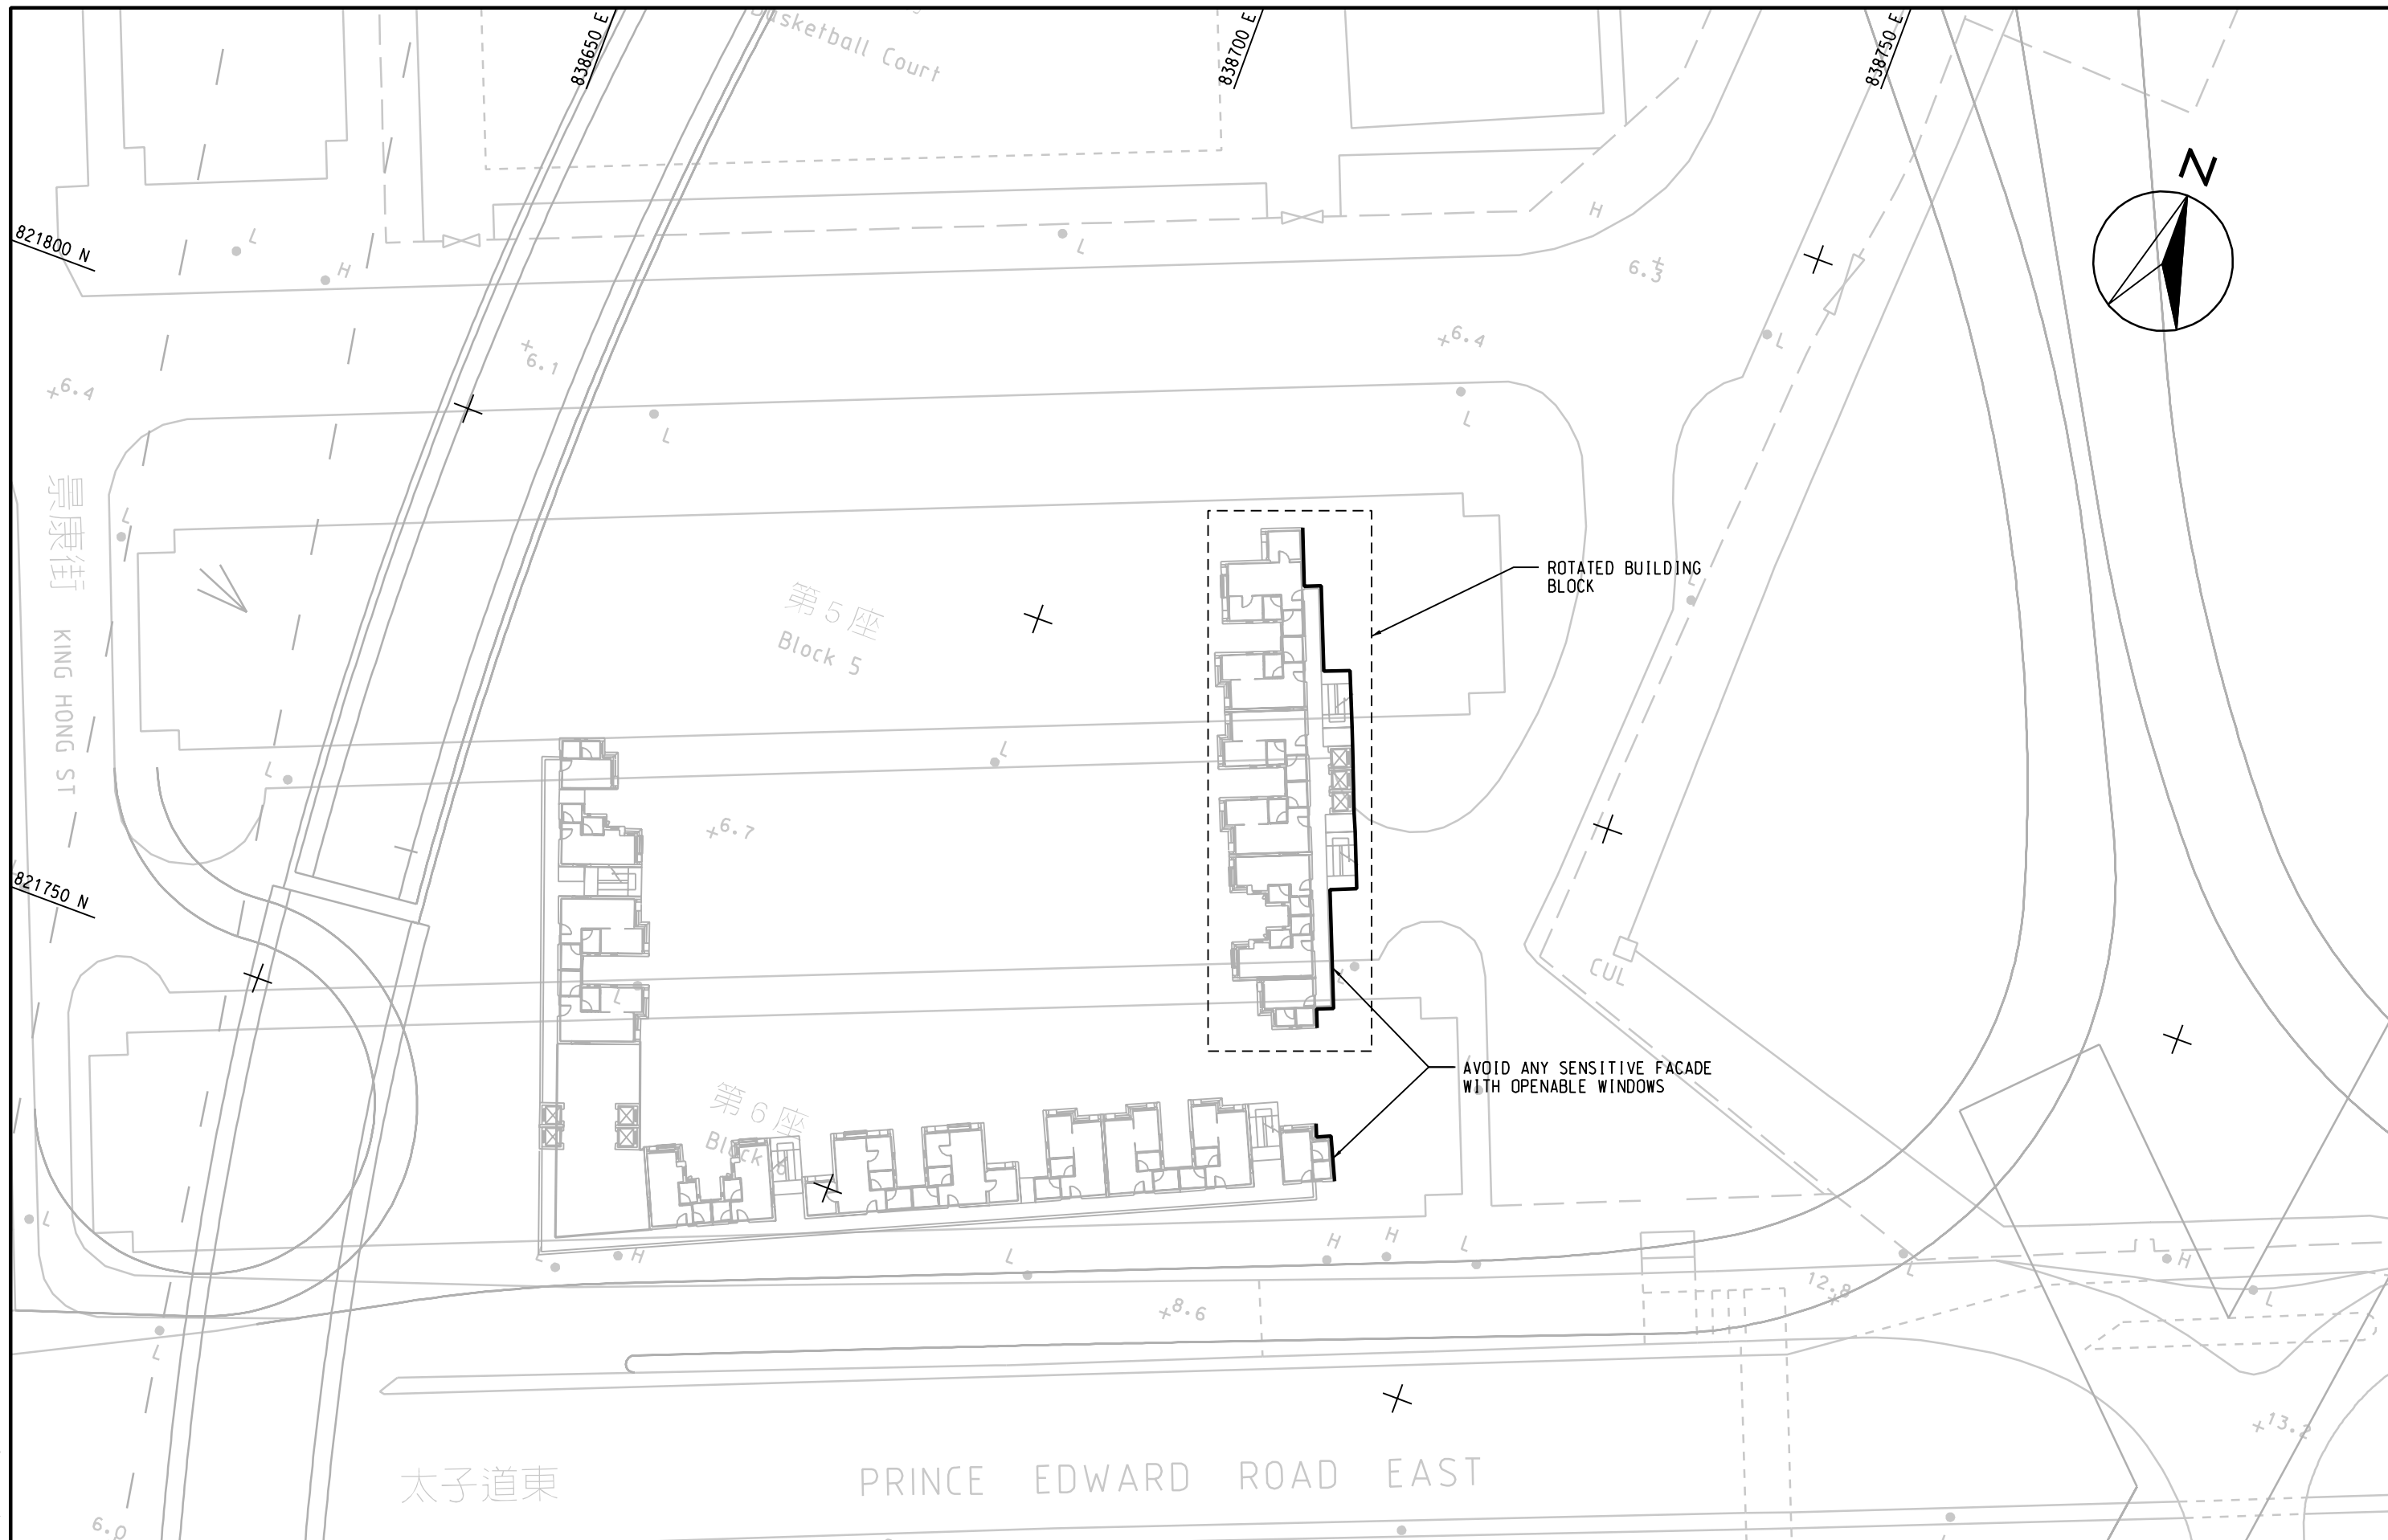 Basketball Court
838650 E
838700 E
838750 E
N
821800 N
L
H
L
H
6.3
L
6.1
6.4
6.4
L
L
景康街 KING HONG ST
L
第5座
Block 5
ROTATED BUILDING
BLOCK
L
L
L
6.7
821750 N
CUL
L
L
AVOID ANY SENSITIVE FACADE
WITH OPENABLE WINDOWS
L
第6座
Block 6
L
L
H
L
H
H
L
L
H
L
8.6
12.8
L
13.2
太子道東
PRINCE EDWARD ROAD EAST
6.0